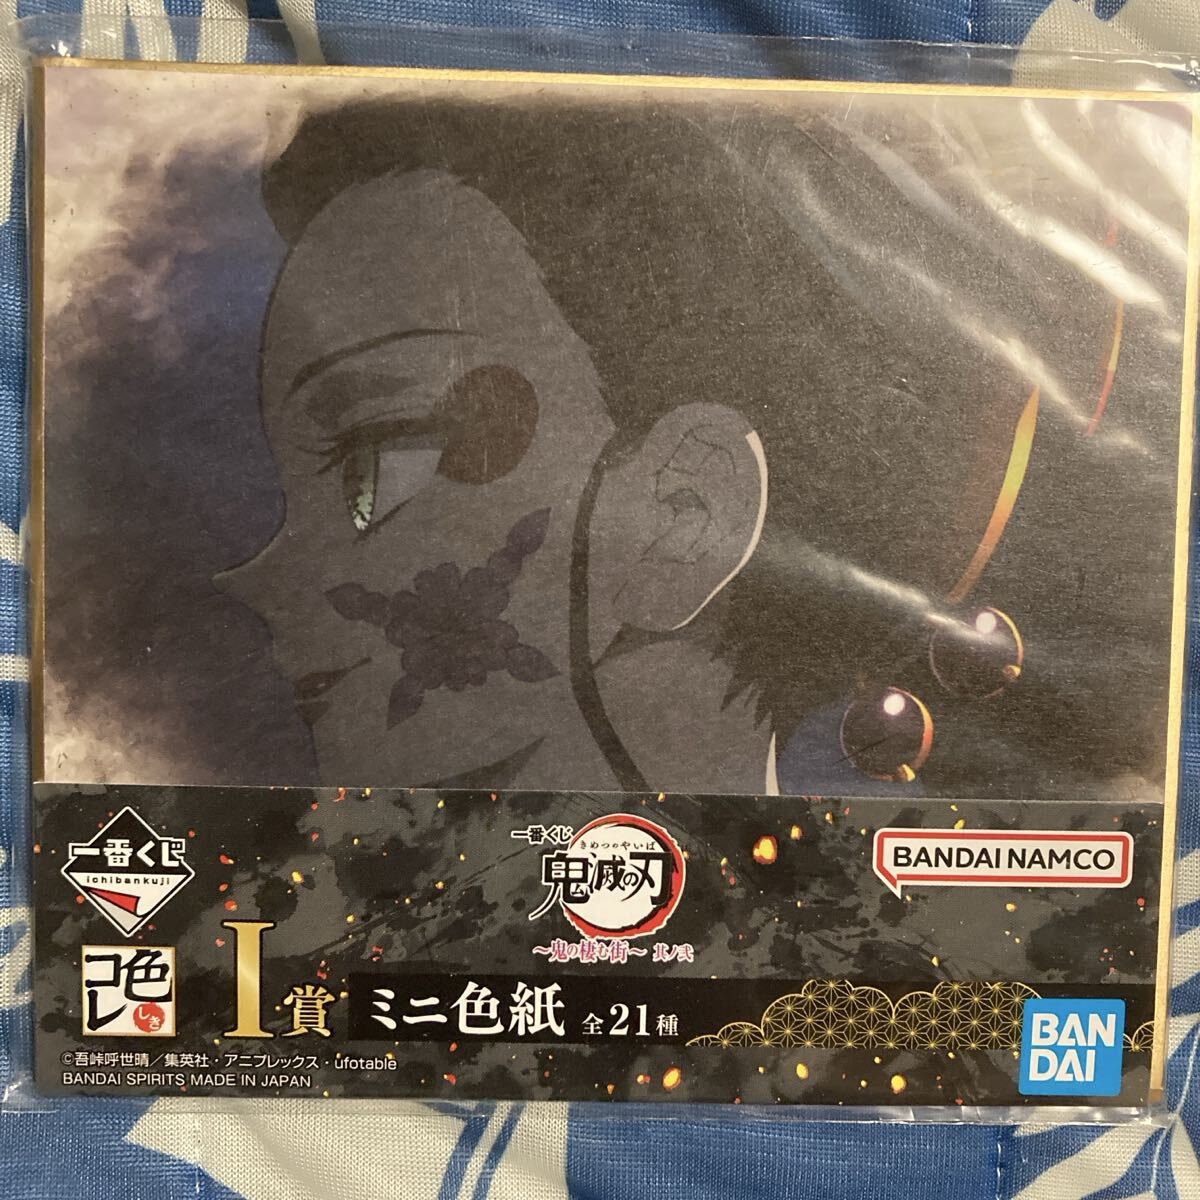 一番くじ
ichibankuji
色コレ
しき
I賞
一番くじ
きめつのやいば
鬼滅の刃
～鬼の棲む街～ 其ノ弐
BANDAI NAMCO
ミニ色紙 全21種
BAN
DAI
©吾峠呼世晴／集英社・アニプレックス・ufotable
BANDAI SPIRITS MADE IN JAPAN